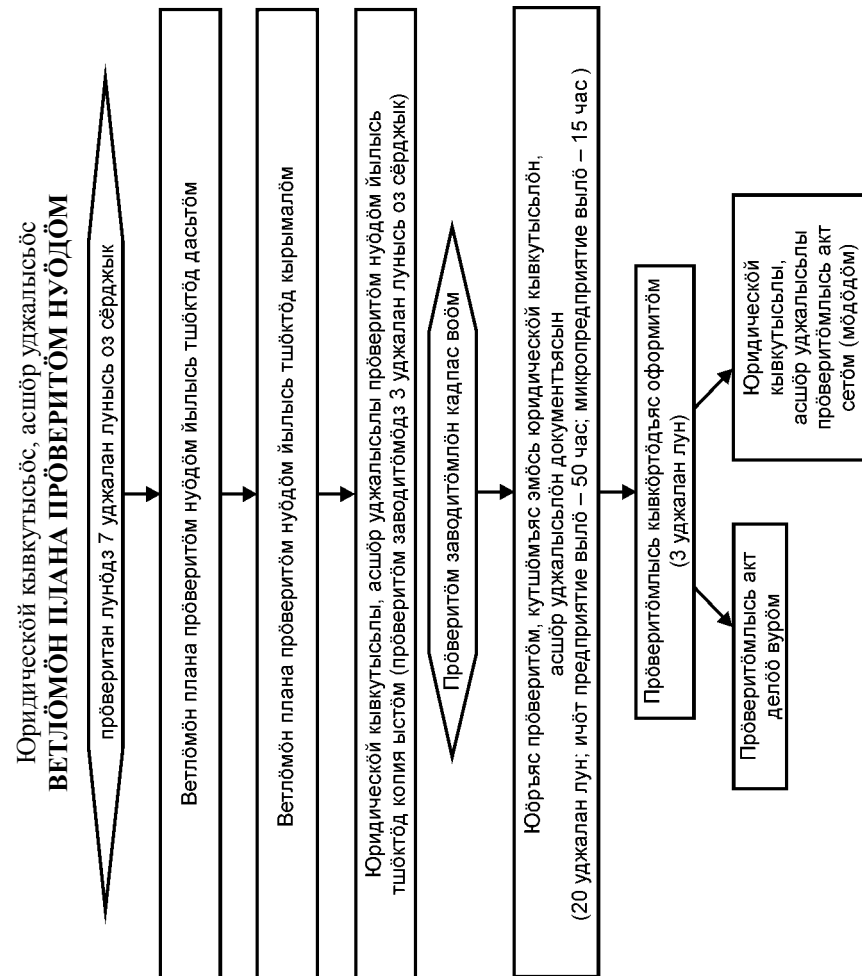 Юридическӧй кывкутысьӧс, асшӧр уджалысьӧс
ВЕТЛӦМӦН ПЛАНА ПРӦВЕРИТӦМ НУӦДӦМ
прӧверитан лунӧдз 7 уджалан лунысь оз сёрджык
Ветлӧмӧн плана прӧверитӧм нуӧдӧм йылысь тшӧктӧд дасьтӧм
Ветлӧмӧн плана прӧверитӧм нуӧдӧм йылысь тшӧктӧд кырымалӧм
Юридическӧй кывкутысьлы, асшӧр уджалысьлы прӧверитӧм нуӧдӧм йылысь
тшӧктӧд копия ыстӧм (прӧверитӧм заводитӧмӧдз 3 уджалан лунысь оз сёрджык)
Прӧверитӧм заводитӧмлӧн кадпас воӧм
Юӧръяс прӧверитӧм, кутшӧмъяс эмӧсь юридическӧй кывкутысьлӧн,
асшӧр уджалысьлӧн документъясын
(20 уджалан лун; ичӧт предприятие вылӧ – 50 час; микропредприятие вылӧ – 15 час )
Прӧверитӧмлысь кывкӧртӧдъяс оформитӧм
(3 уджалан лун)
Прӧверитӧмлысь акт
делӧӧ вурӧм
Юридическӧй
кывкутысьлы,
асшӧр уджалысьлы
прӧверитӧмлысь акт
сетӧм (мӧдӧдӧм)